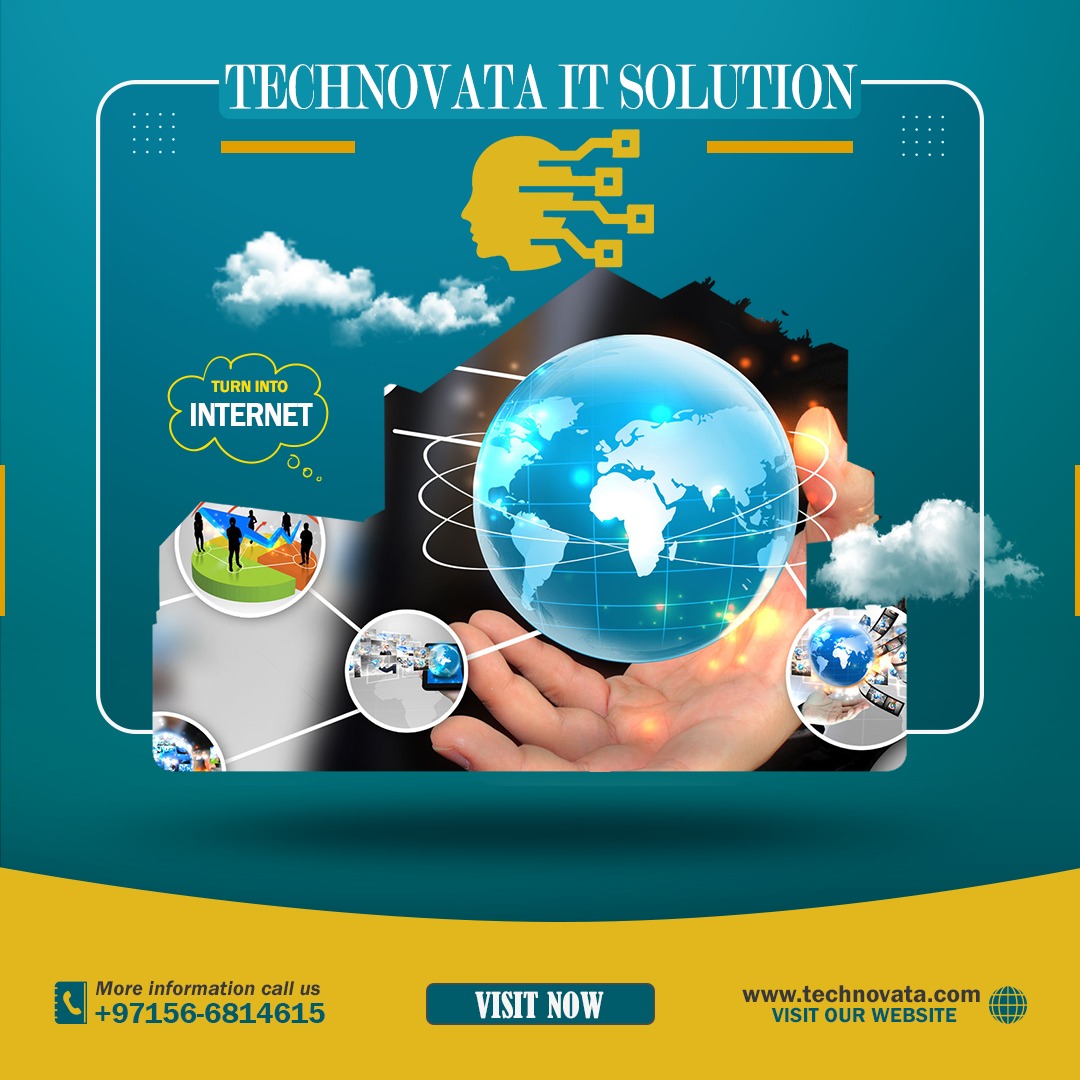 TECHNOVATA IT SOLUTION
TURN INTO
INTERNET
More information call us
+97156-6814615
VISIT NOW
www.technovata.com
VISIT OUR WEBSITE